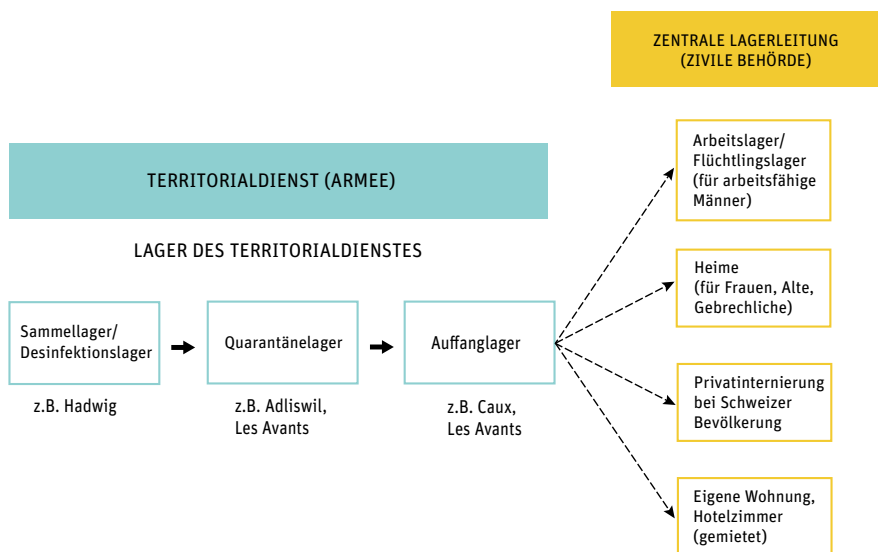 ZENTRALE LAGERLEITUNG
(ZIVILE BEHÖRDE)
TERRITORIALDIENST (ARMEE)
LAGER DES TERRITORIALDIENSTES
Sammellager/
Desinfektionslager
z.B. Hadwig
Quarantänelager
z.B. Adliswil,
Les Avants
Auffanglager
z.B. Caux,
Les Avants
Arbeitslager/
Flüchtlingslager
(für arbeitsfähige
Männer)
Heime
(für Frauen, Alte,
Gebrechliche)
Privatinternierung
bei Schweizer
Bevölkerung
Eigene Wohnung,
Hotelzimmer
(gemietet)